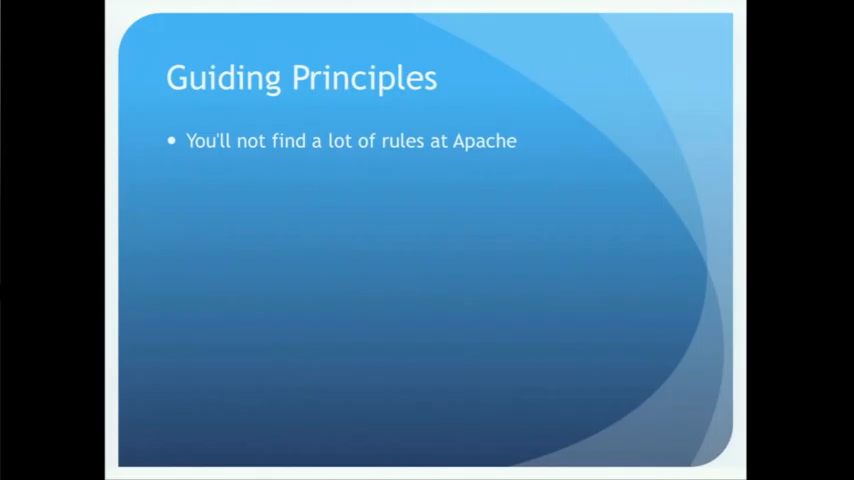 Guiding Principles
• You'll not find a lot of rules at Apache